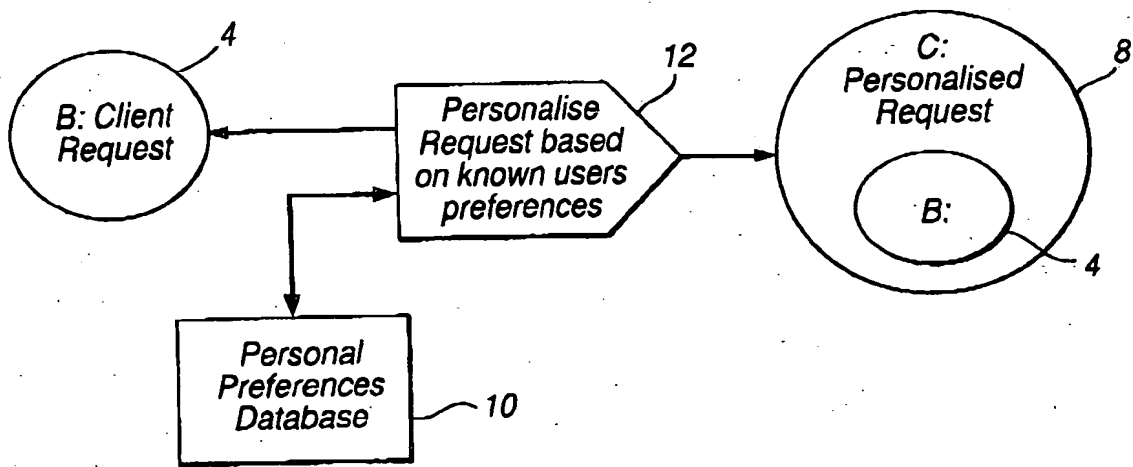 4
B: Client
Request
12
Personalise
Request based
on known users
preferences
C:
Personalised
Request
8
B:
4
Personal
Preferences
Database
10